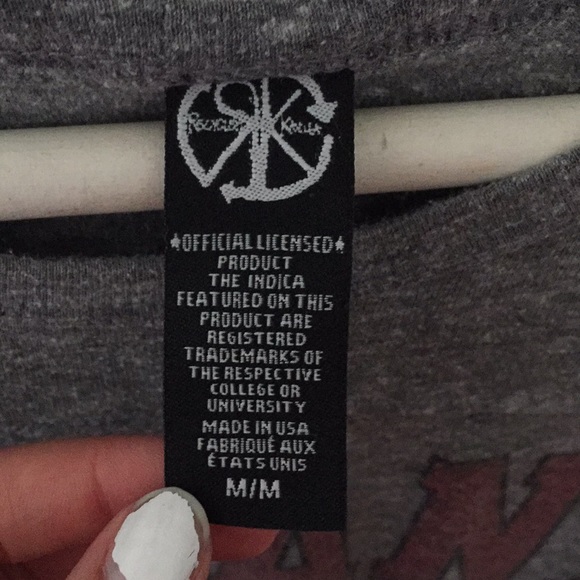 RECYCLED KARMA
★OFFICIAL LICENSED★
PRODUCT
THE INDICA
FEATURED ON THIS
PRODUCT ARE
REGISTERED
TRADEMARKS OF
THE RESPECTIVE
COLLEGE OR
UNIVERSITY
MADE IN USA
FABRIQUÉ AUX
ÉTATS UNIS
M/M